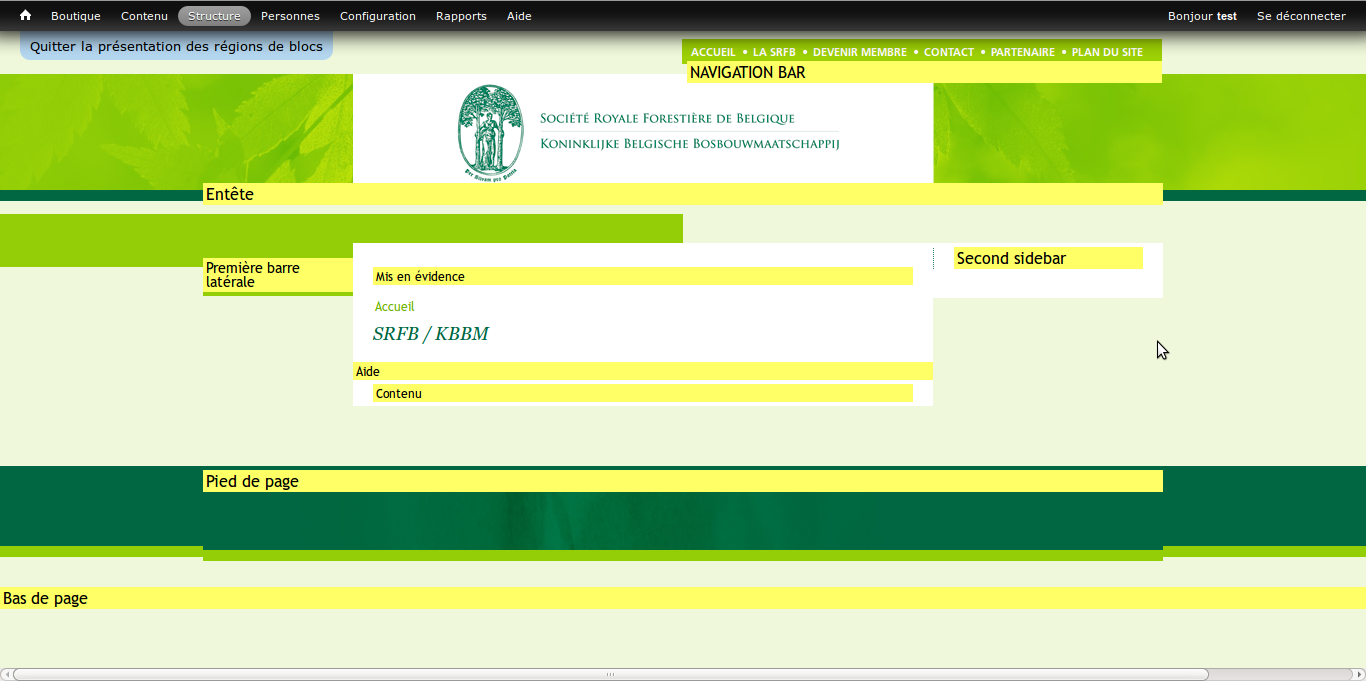 Boutique Contenu Structure Personnes Configuration Rapports Aide Bonjour test Se déconnecter
Quitter la présentation des régions de blocs
ACCUEIL • LA SRFB • DEVENIR MEMBRE • CONTACT • PARTENAIRE • PLAN DU SITE
NAVIGATION BAR
Société Royale Forestière de Belgique
Koninklijke Belgische Bosbouwmaatschappij
Entête
Première barre
latérale
Mis en évidence
Second sidebar
Accueil
SRFB / KBBM
Aide
Contenu
Pied de page
Bas de page